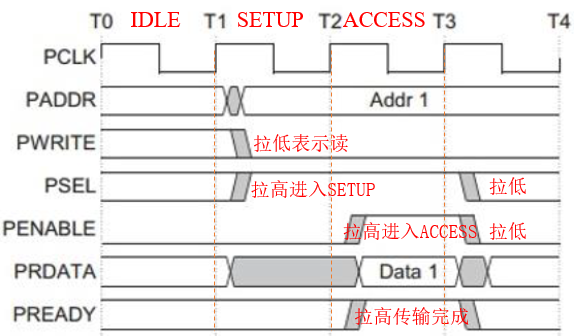 T0 IDLE T1 SETUP T2 ACCESS T3 T4
PCLK
PADDR Addr 1
PWRITE 拉低表示读
PSEL 拉高进入SETUP 拉低
PENABLE 拉高进入ACCESS 拉低
PRDATA Data 1
PREADY 拉高传输完成